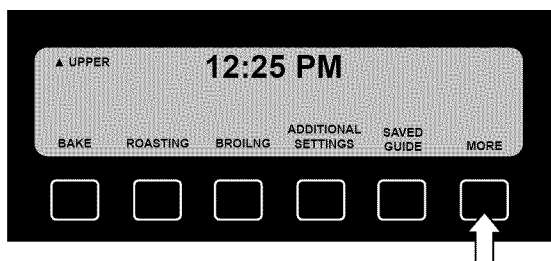 ▲ UPPER
12:25 PM
BAKE ROASTING BROILNG ADDITIONAL SETTINGS SAVED GUIDE MORE